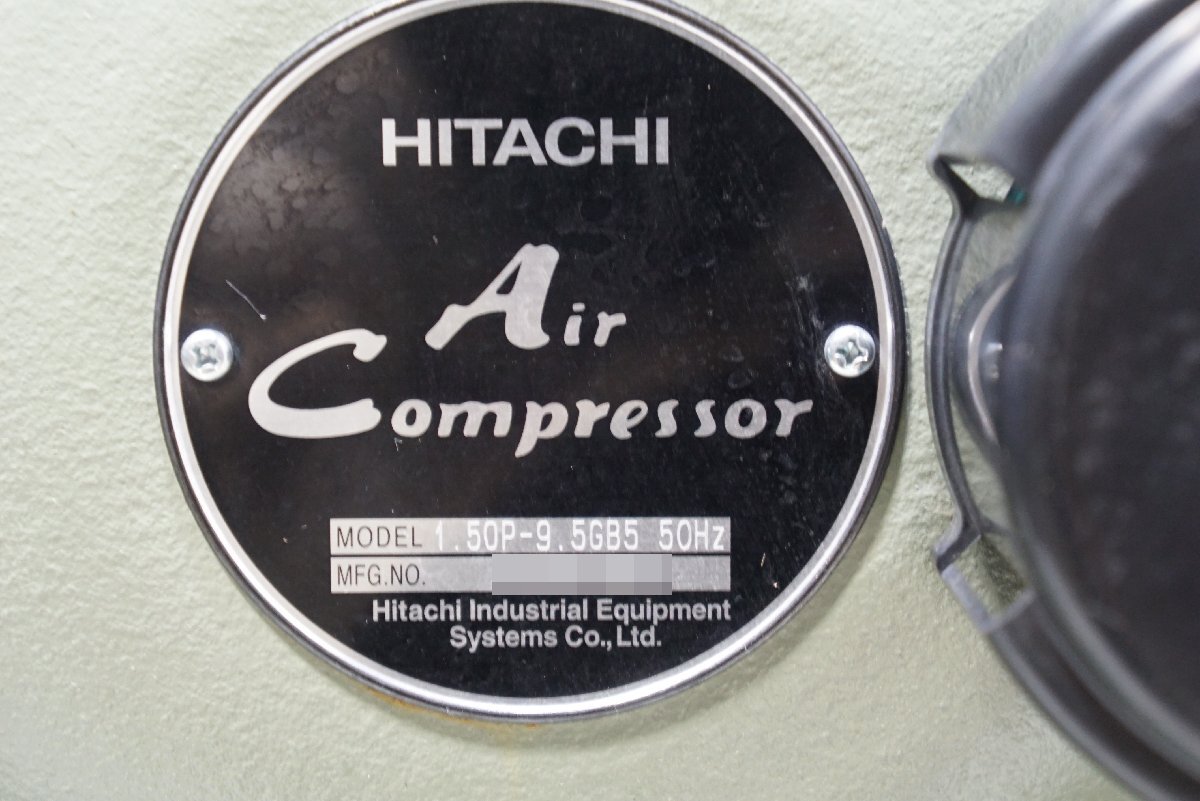 HITACHI
Air
Compressor
MODEL 1.50P-9.5GB5 50Hz
MFG.NO.
Hitachi Industrial Equipment
Systems Co., Ltd.